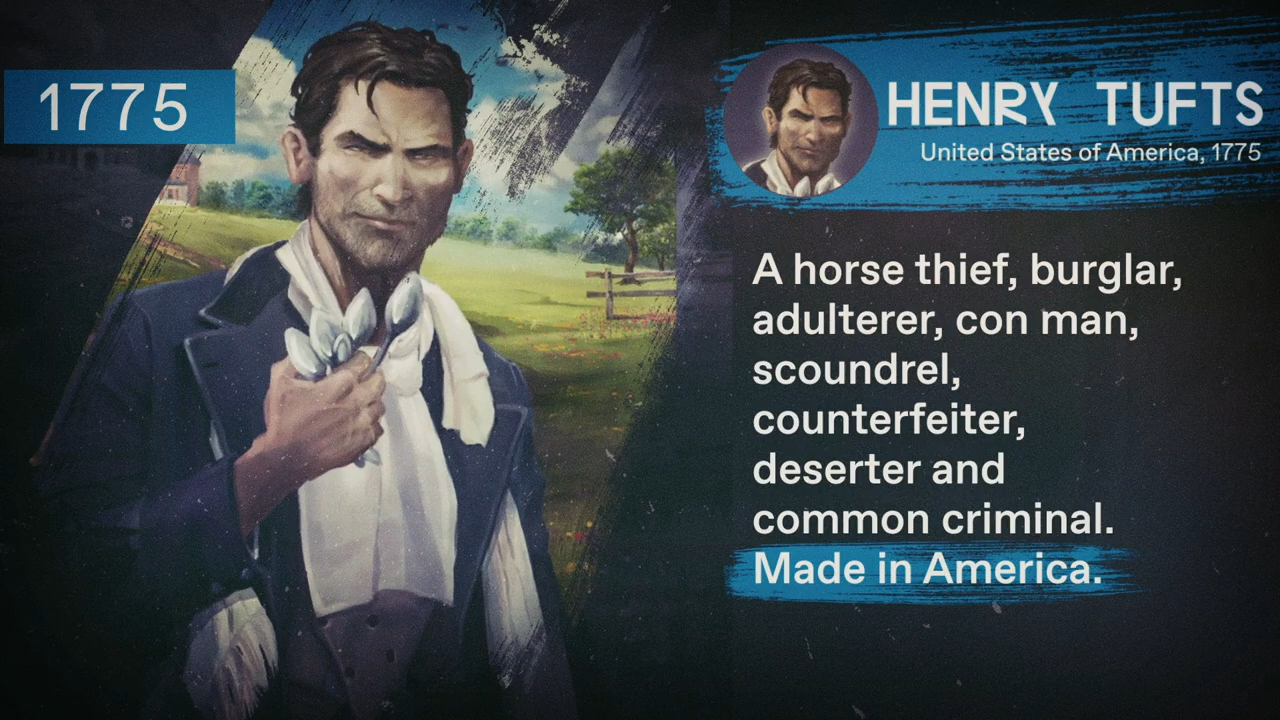 1775
HENRY TUFTS
United States of America, 1775
A horse thief, burglar,
adulterer, con man,
scoundrel,
counterfeiter,
deserter and
common criminal.
Made in America.